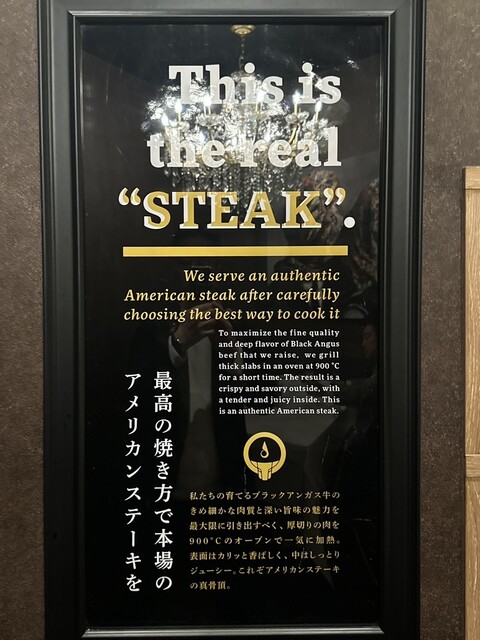 This is
the real
“STEAK”.
We serve an authentic
American steak after carefully
choosing the best way to cook it
To maximize the fine quality
and deep flavor of Black Angus
beef that we raise, we grill
thick slabs in an oven at 900 °C
for a short time. The result is a
crispy and savory outside, with
a tender and juicy inside. This
is an authentic American steak.
最高の焼き方で本場の
アメリカンステーキを
私たちの育てるブラックアンガス牛の
きめ細かな肉質と深い旨味の魅力を
最大限に引き出すべく、厚切りの肉を
900°Cのオーブンで一気に加熱。
表面はカリッと香ばしく、中はしっとり
ジューシー。これぞアメリカンステーキ
の真骨頂。